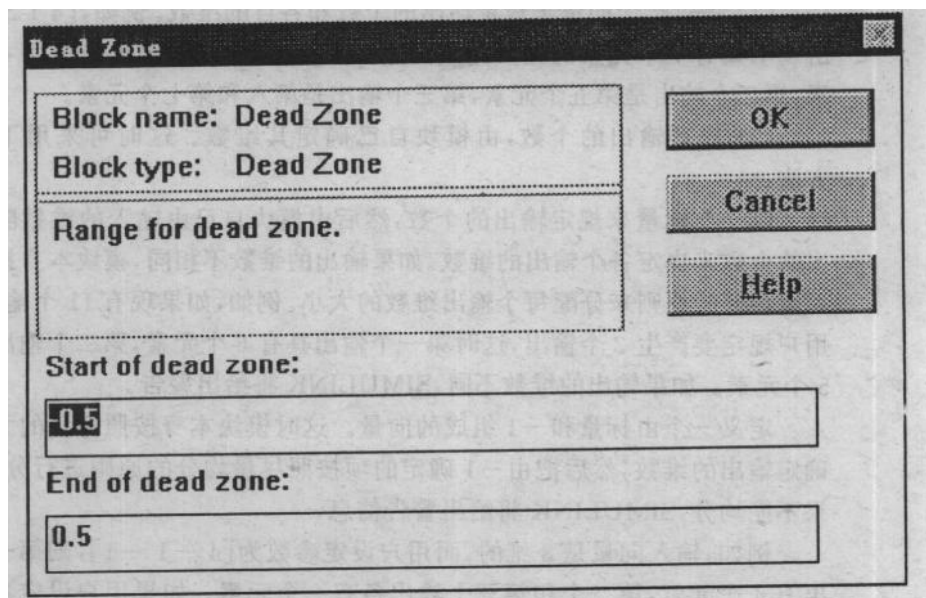 Dead Zone
Block name: Dead Zone
Block type: Dead Zone
Range for dead zone.
OK
Cancel
Help
Start of dead zone:
-0.5
End of dead zone:
0.5